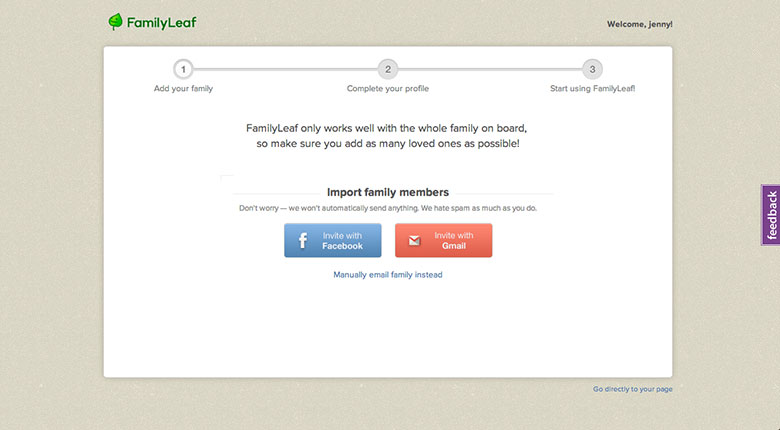 FamilyLeaf
Welcome, jenny!
1
2
3
Add your family
Complete your profile
Start using FamilyLeaf!
FamilyLeaf only works well with the whole family on board,
so make sure you add as many loved ones as possible!
Import family members
Don't worry — we won't automatically send anything. We hate spam as much as you do.
f
Invite with
Facebook
Invite with
Gmail
Manually email family instead
feedback
Go directly to your page